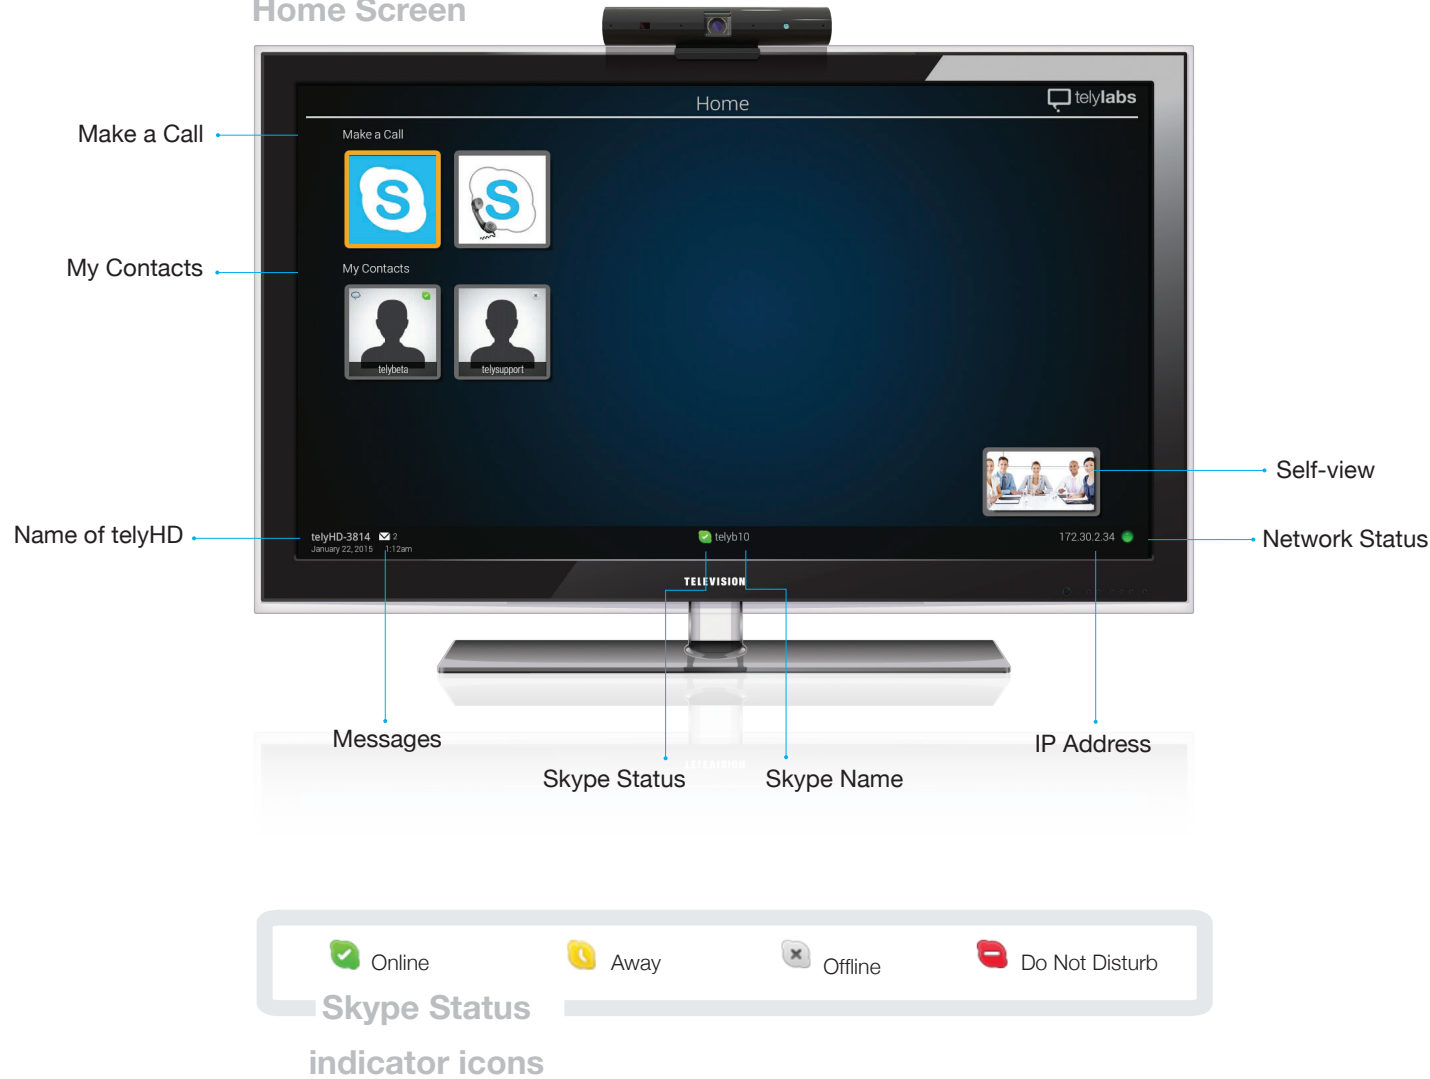 Home Screen
Home
telylabs
Make a Call
Make a Call
S
S
My Contacts
My Contacts
telybeta
telysupport
Self-view
Name of telyHD
telyHD-3814 2
January 22, 2015 1:12am
telyb10
172.30.2.34
Network Status
TELEVISION
Messages
IP Address
Skype Status
Skype Name
TELEVISION
Online
Away
Offline
Do Not Disturb
Skype Status
indicator icons